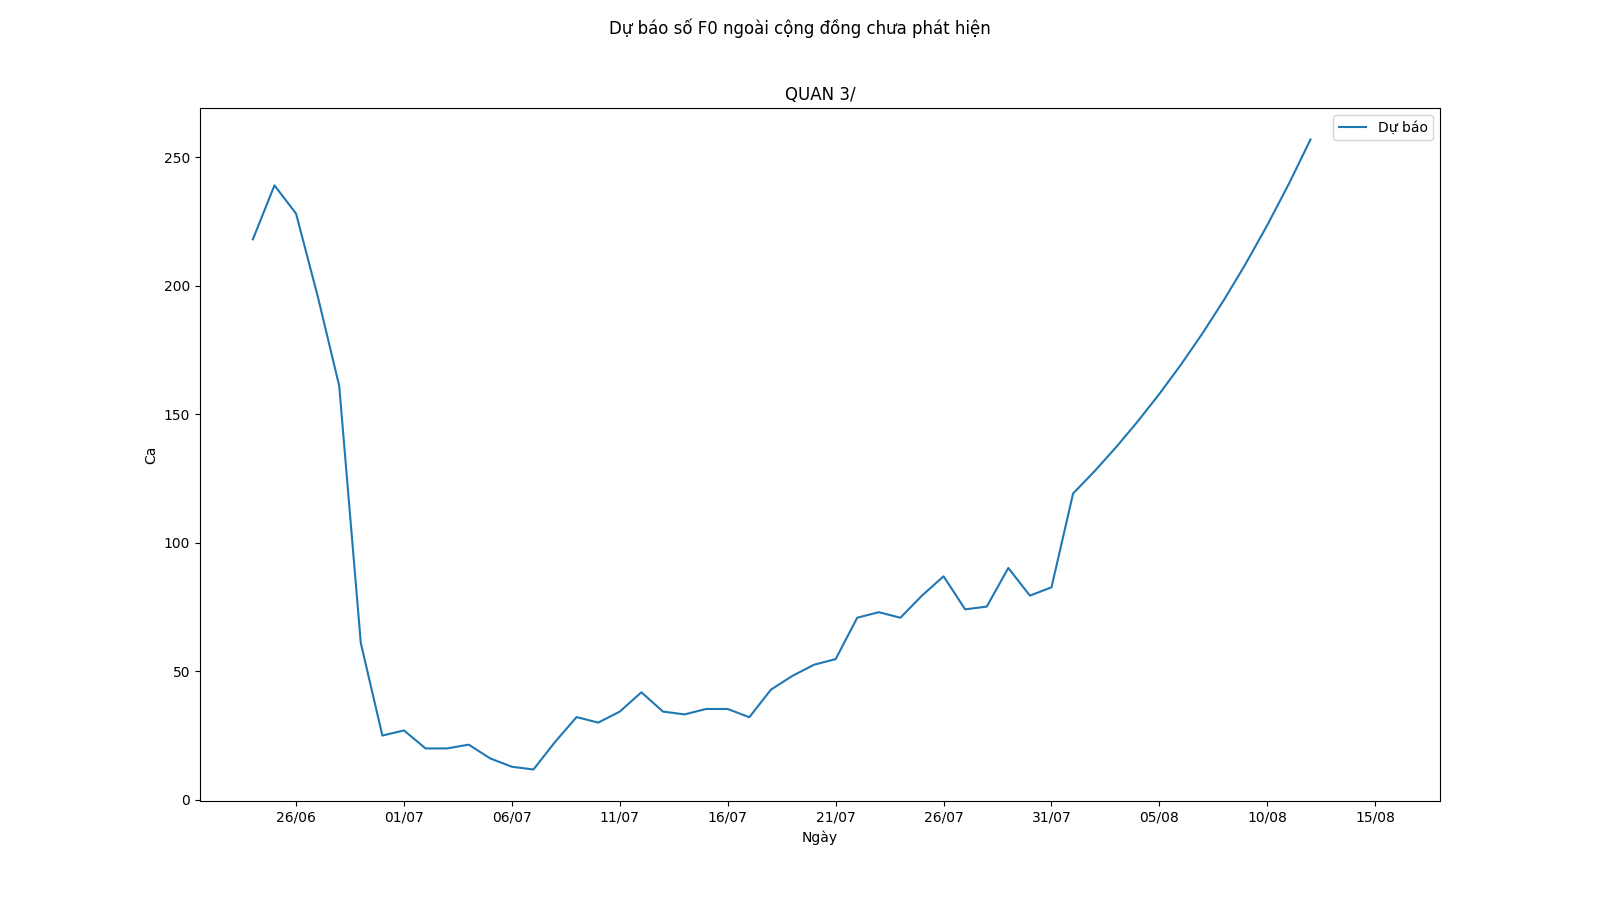 Dự báo số F0 ngoài cộng đồng chưa phát hiện
QUAN 3/
Dự báo
250
200
150
100
50
0
Ca
26/06 01/07 06/07 11/07 16/07 21/07 26/07 31/07 05/08 10/08 15/08
Ngày